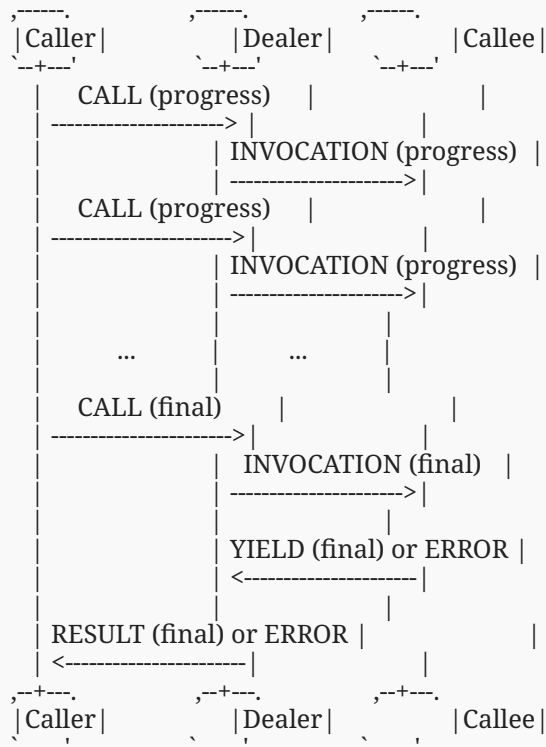 ,------.          ,------.          ,------.
|Caller|          |Dealer|          |Callee|
`--+---'          `--+---'          `--+---'
|     CALL (progress)     |                    |
| ----------------------> |                    |
|                    | INVOCATION (progress)  |
|                    | ---------------------->|
|     CALL (progress)     |                    |
| ----------------------->|                    |
|                    | INVOCATION (progress)  |
|                    | ---------------------->|
|                    |                    |
|          ...          |          ...          |
|                    |                    |
|     CALL (final)        |                    |
| ----------------------->|                    |
|                    |   INVOCATION (final)   |
|                    | ---------------------->|
|                    |                    |
|                    | YIELD (final) or ERROR |
|                    | <----------------------|
|                    |                    |
| RESULT (final) or ERROR |                    |
| <-----------------------|                    |
,--+---.          ,--+---.          ,--+---.
|Caller|          |Dealer|          |Callee|